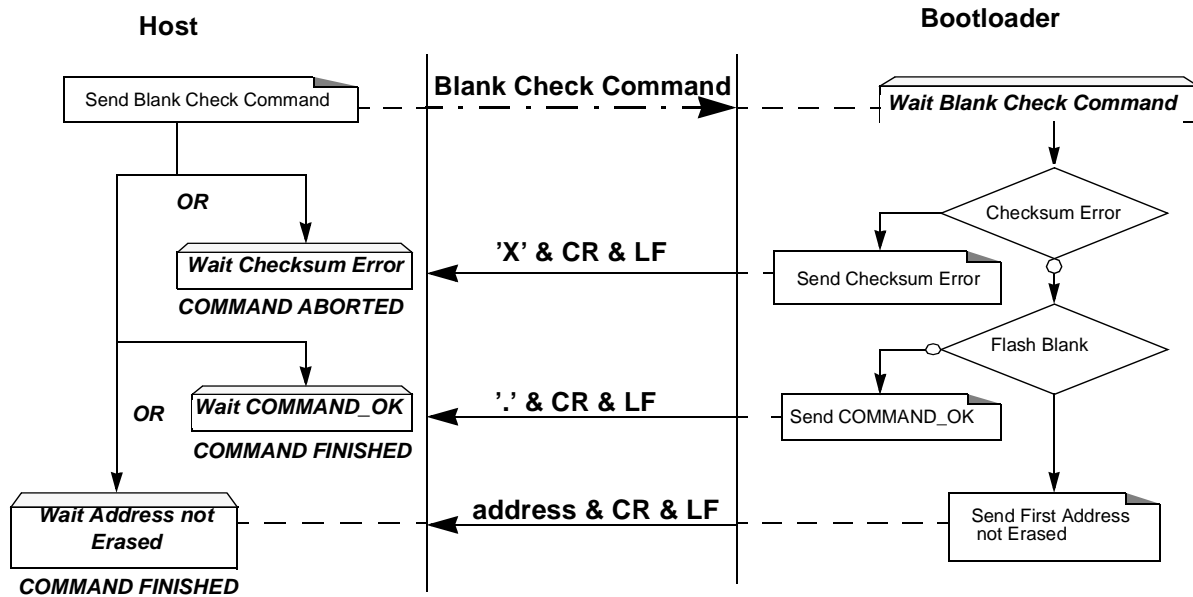 Host
Bootloader
Send Blank Check Command
Blank Check Command
Wait Blank Check Command
OR
Checksum Error
Wait Checksum Error
’X’ & CR & LF
Send Checksum Error
COMMAND ABORTED
Flash Blank
OR
Wait COMMAND_OK
’.’ & CR & LF
Send COMMAND_OK
COMMAND FINISHED
Wait Address not
Erased
address & CR & LF
Send First Address
not Erased
COMMAND FINISHED